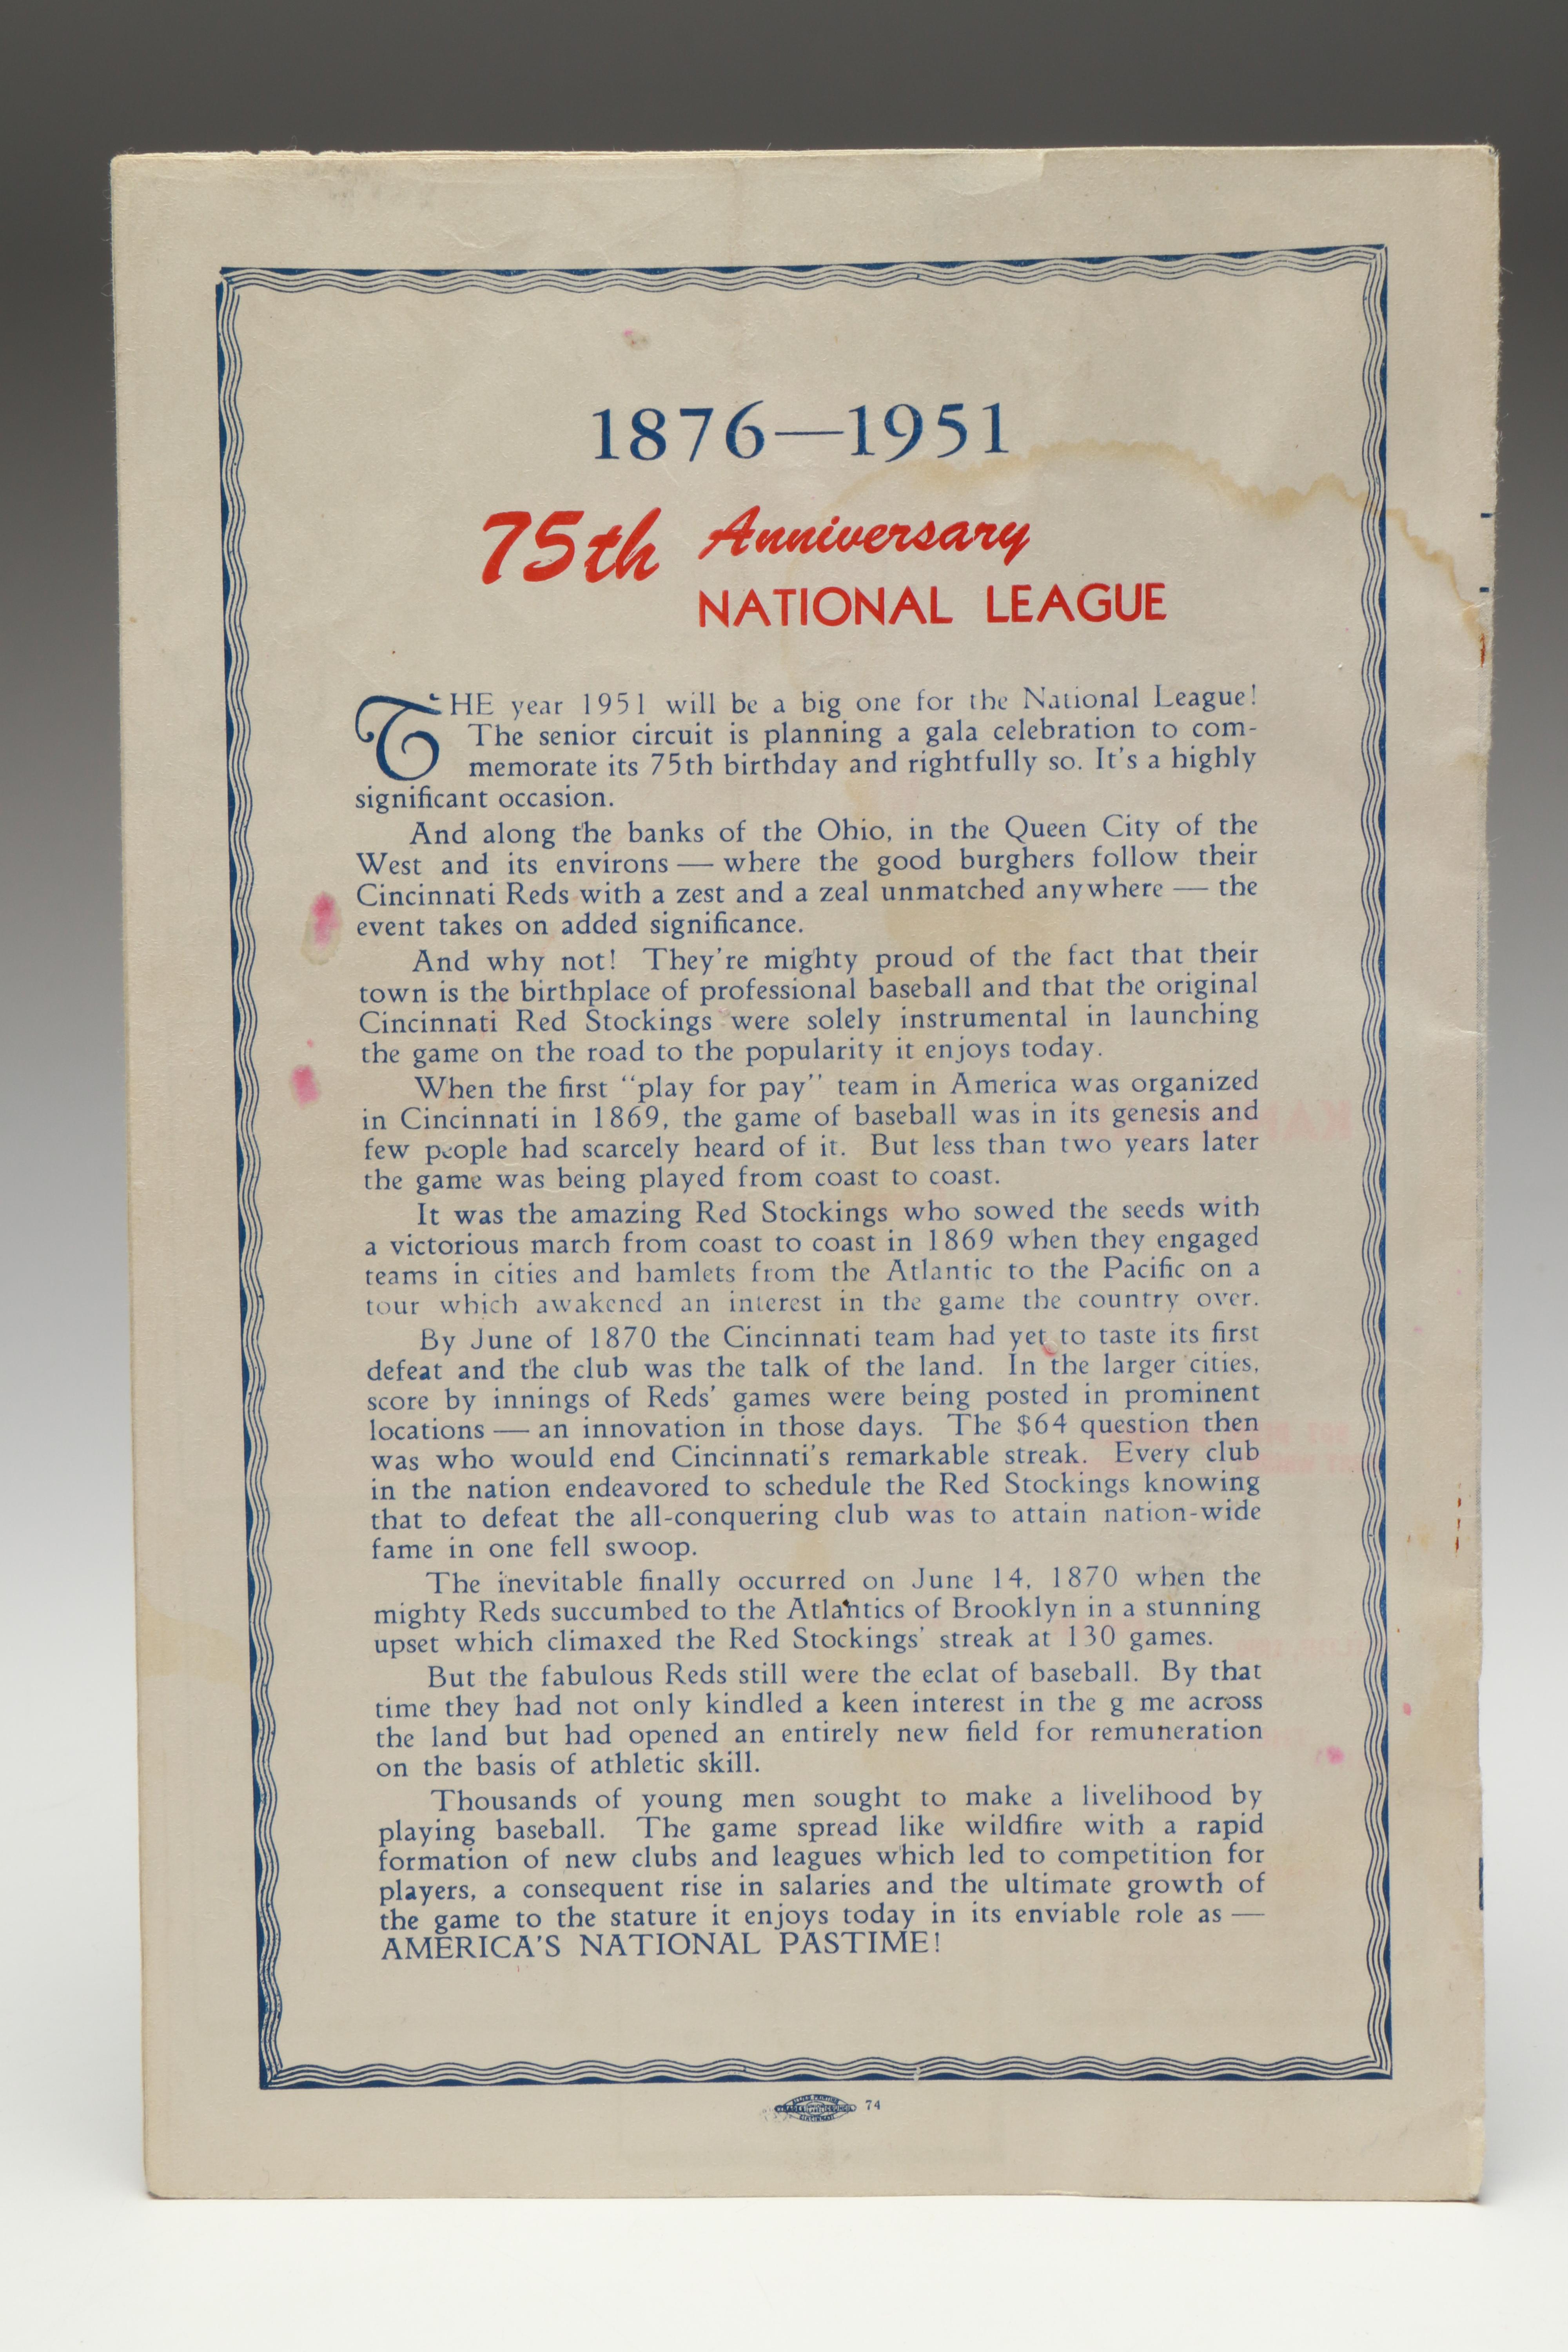 1876—1951
75th Anniversary
NATIONAL LEAGUE
THE year 1951 will be a big one for the National League!
The senior circuit is planning a gala celebration to com-
memorate its 75th birthday and rightfully so. It's a highly
significant occasion.
And along the banks of the Ohio, in the Queen City of the
West and its environs — where the good burghers follow their
Cincinnati Reds with a zest and a zeal unmatched anywhere — the
event takes on added significance.
And why not! They're mighty proud of the fact that their
town is the birthplace of professional baseball and that the original
Cincinnati Red Stockings were solely instrumental in launching
the game on the road to the popularity it enjoys today.
When the first "play for pay" team in America was organized
in Cincinnati in 1869, the game of baseball was in its genesis and
few people had scarcely heard of it. But less than two years later
the game was being played from coast to coast.
It was the amazing Red Stockings who sowed the seeds with
a victorious march from coast to coast in 1869 when they engaged
teams in cities and hamlets from the Atlantic to the Pacific on a
tour which awakened an interest in the game the country over.
By June of 1870 the Cincinnati team had yet to taste its first
defeat and the club was the talk of the land. In the larger cities,
score by innings of Reds' games were being posted in prominent
locations — an innovation in those days. The $64 question then
was who would end Cincinnati's remarkable streak. Every club
in the nation endeavored to schedule the Red Stockings knowing
that to defeat the all-conquering club was to attain nation-wide
fame in one fell swoop.
The inevitable finally occurred on June 14, 1870 when the
mighty Reds succumbed to the Atlantics of Brooklyn in a stunning
upset which climaxed the Red Stockings' streak at 130 games.
But the fabulous Reds still were the eclat of baseball. By that
time they had not only kindled a keen interest in the g me across
the land but had opened an entirely new field for remuneration
on the basis of athletic skill.
Thousands of young men sought to make a livelihood by
playing baseball. The game spread like wildfire with a rapid
formation of new clubs and leagues which led to competition for
players, a consequent rise in salaries and the ultimate growth of
the game to the stature it enjoys today in its enviable role as —
AMERICA'S NATIONAL PASTIME!
74